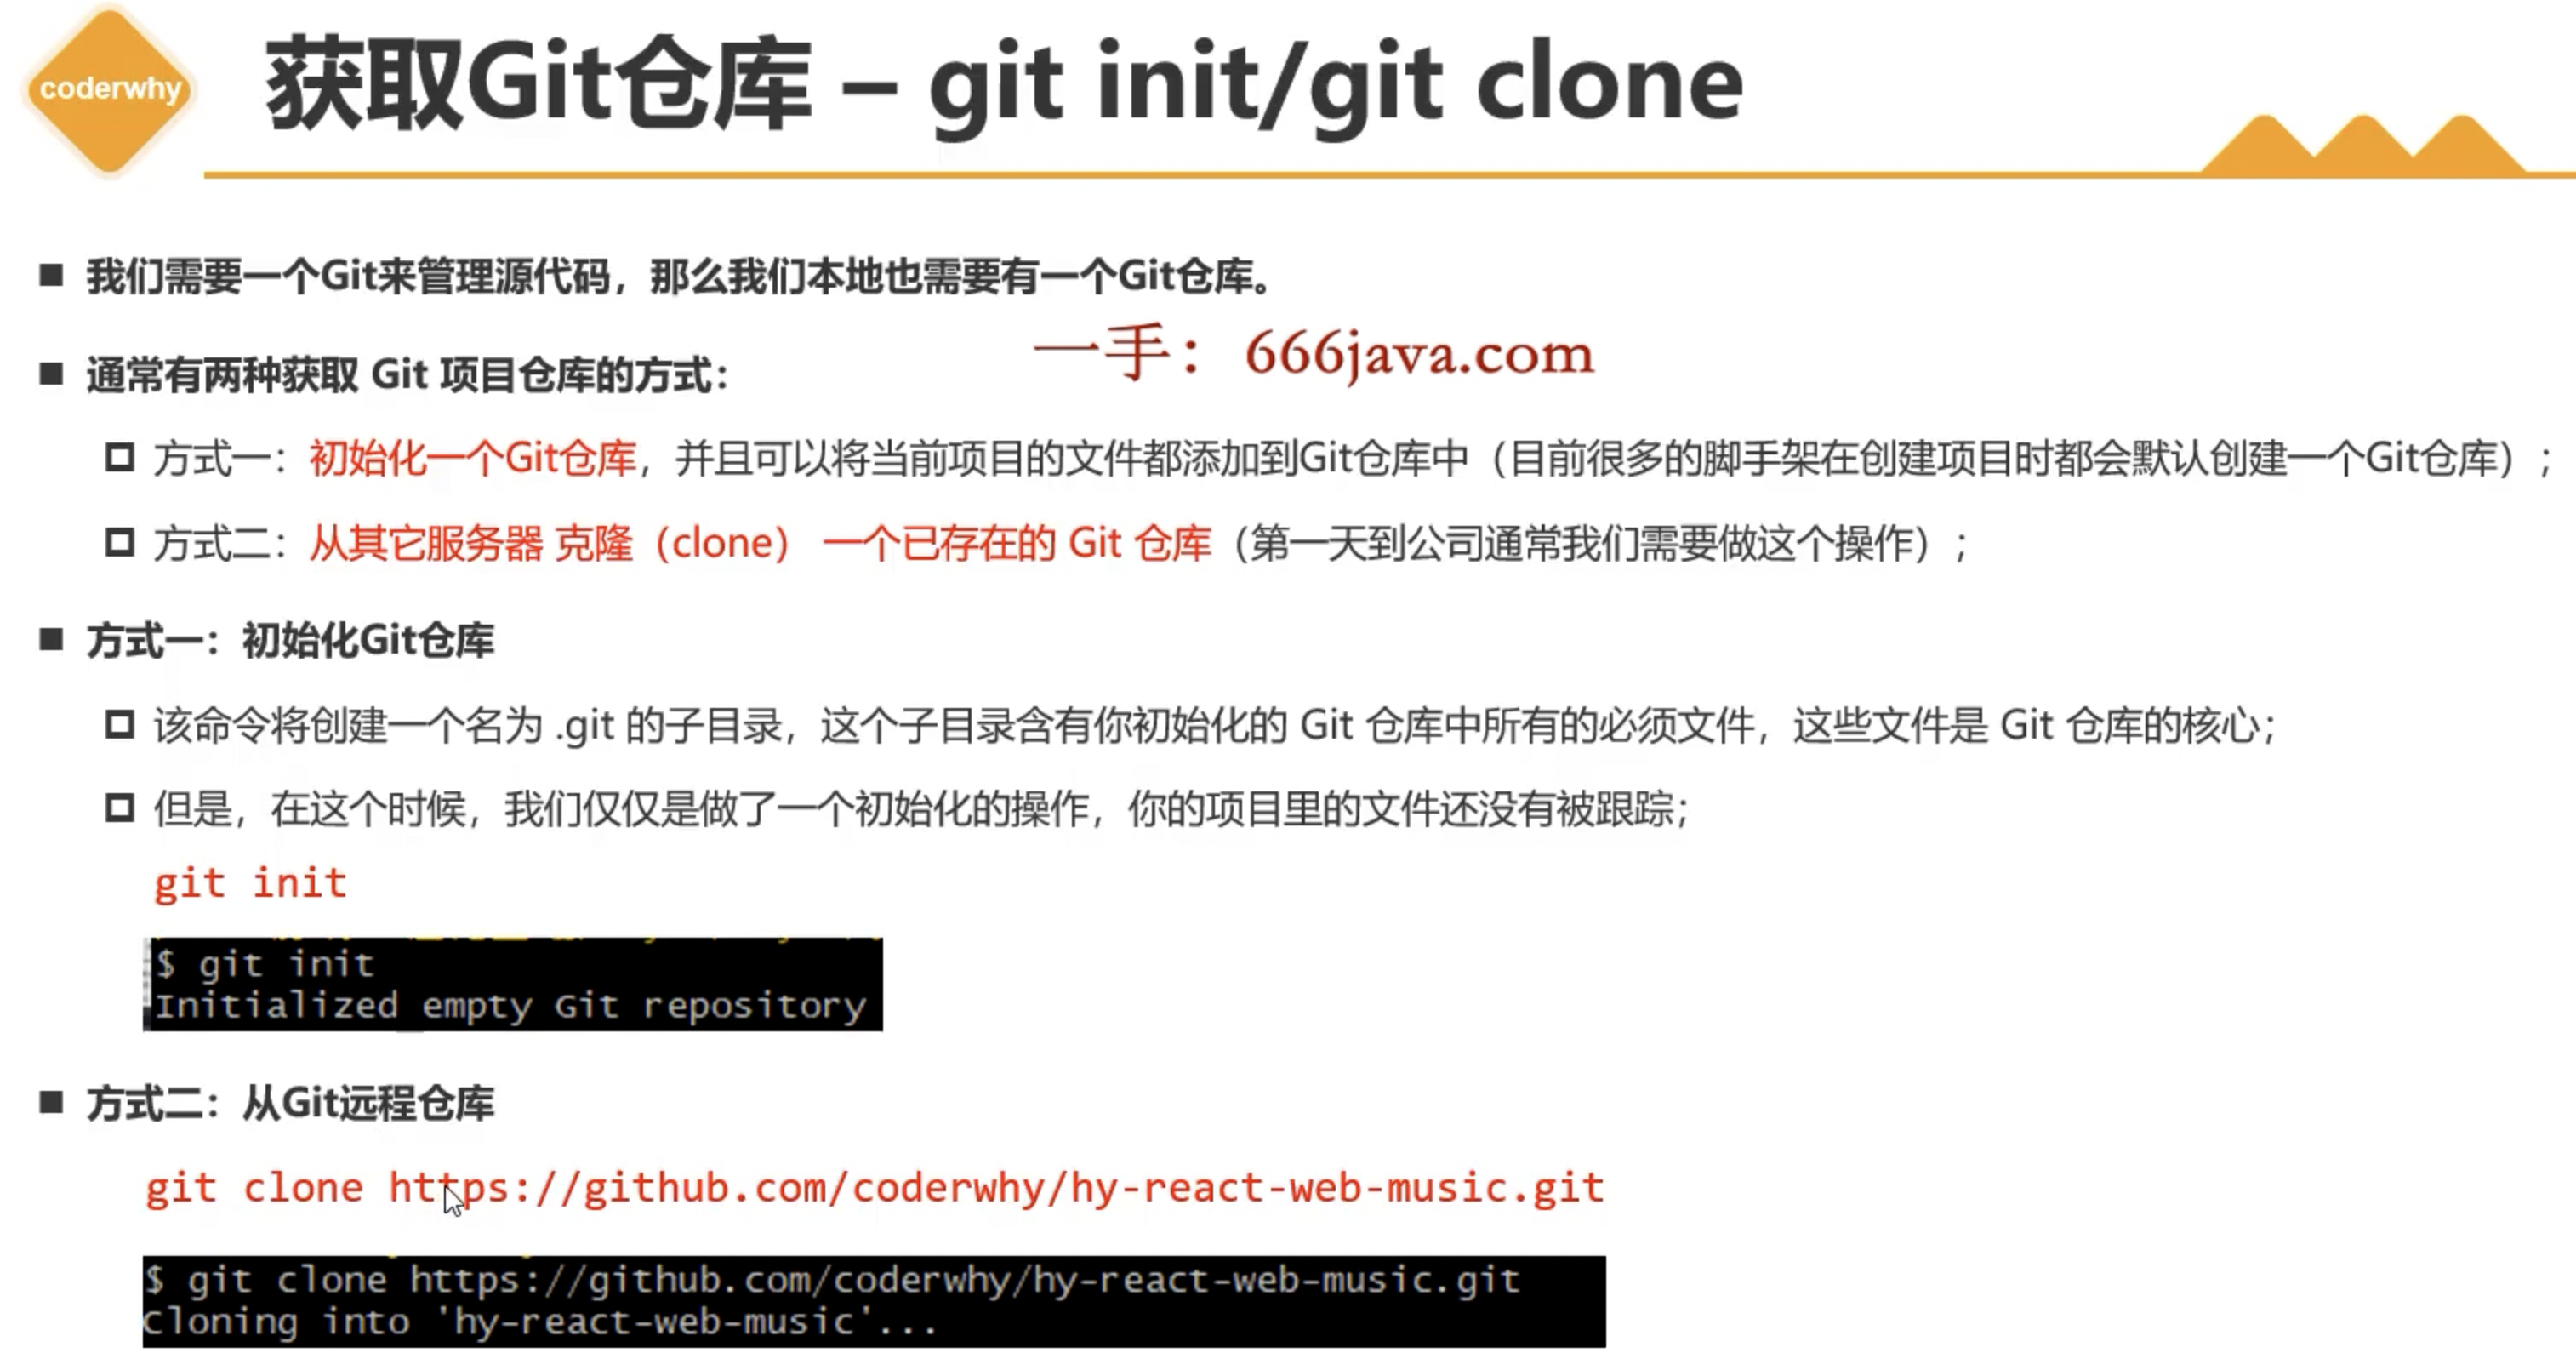 coderwhy
获取Git仓库 – git init/git clone
我们需要一个Git来管理源代码，那么我们本地也需要有一个Git仓库。
一手： 666java.com
通常有两种获取 Git 项目仓库的方式：
方式一：初始化一个Git仓库，并且可以将当前项目的文件都添加到Git仓库中（目前很多的脚手架在创建项目时都会默认创建一个Git仓库）；
方式二：从其它服务器 克隆（clone） 一个已存在的 Git 仓库（第一天到公司通常我们需要做这个操作）；
方式一：初始化Git仓库
该命令将创建一个名为 .git 的子目录，这个子目录含有你初始化的 Git 仓库中所有的必须文件，这些文件是 Git 仓库的核心；
但是，在这个时候，我们仅仅是做了一个初始化的操作，你的项目里的文件还没有被跟踪；
git init
$ git init
Initialized empty Git repository
方式二：从Git远程仓库
git clone https://github.com/coderwhy/hy-react-web-music.git
$ git clone https://github.com/coderwhy/hy-react-web-music.git
Cloning into 'hy-react-web-music'...